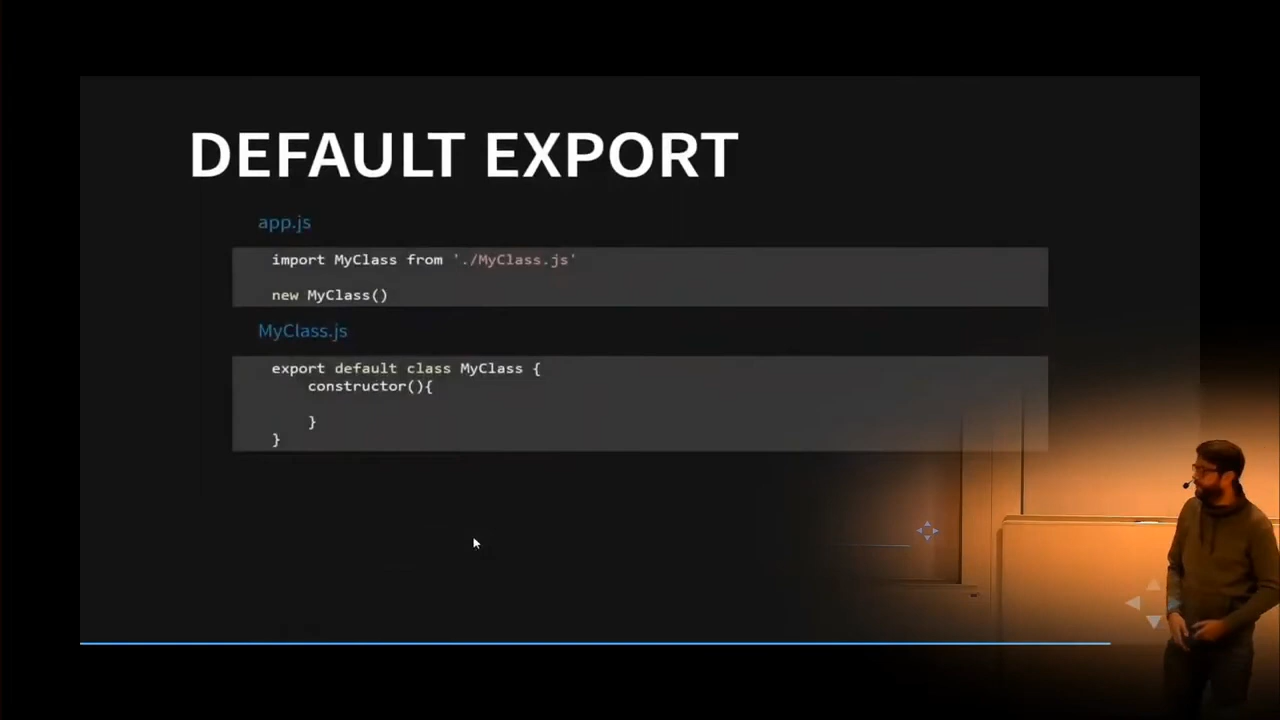 DEFAULT EXPORT
app.js
import MyClass from './MyClass.js'
new MyClass()
MyClass.js
export default class MyClass {
constructor(){
}
}